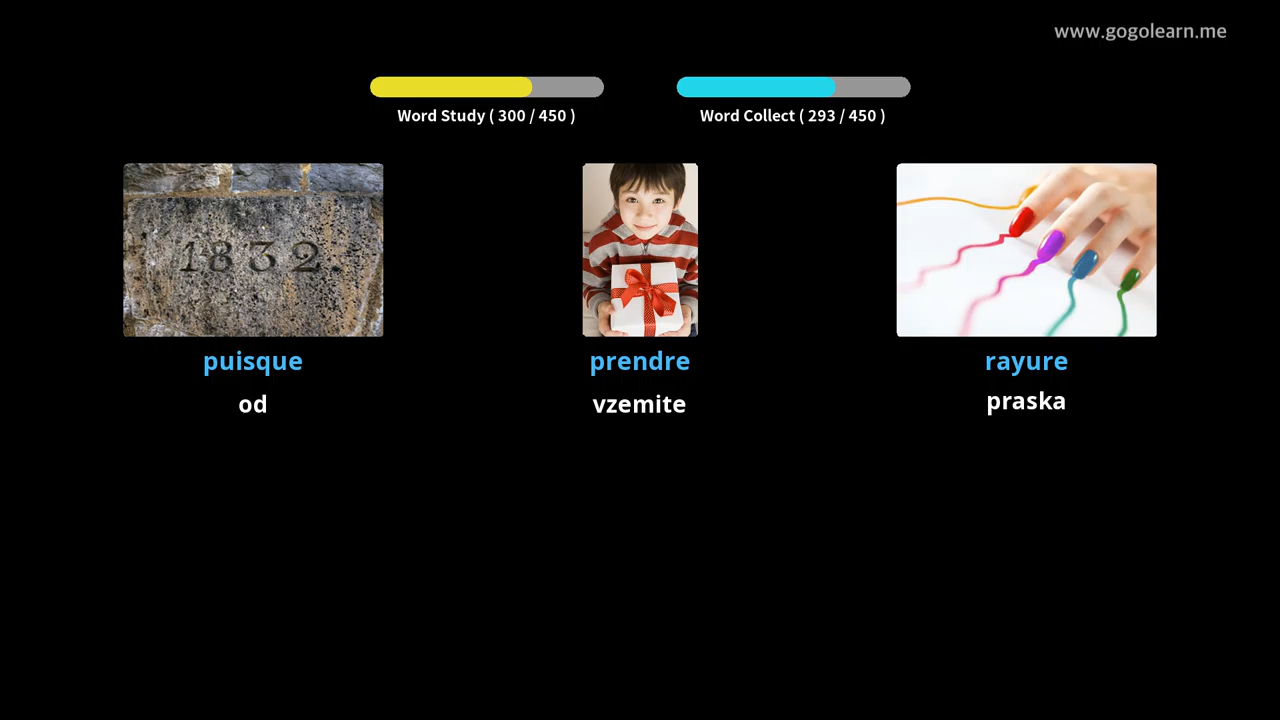 www.gogolearn.me
Word Study ( 300 / 450 )
Word Collect ( 293 / 450 )
1832.
puisque
prendre
rayure
od
vzemite
praska